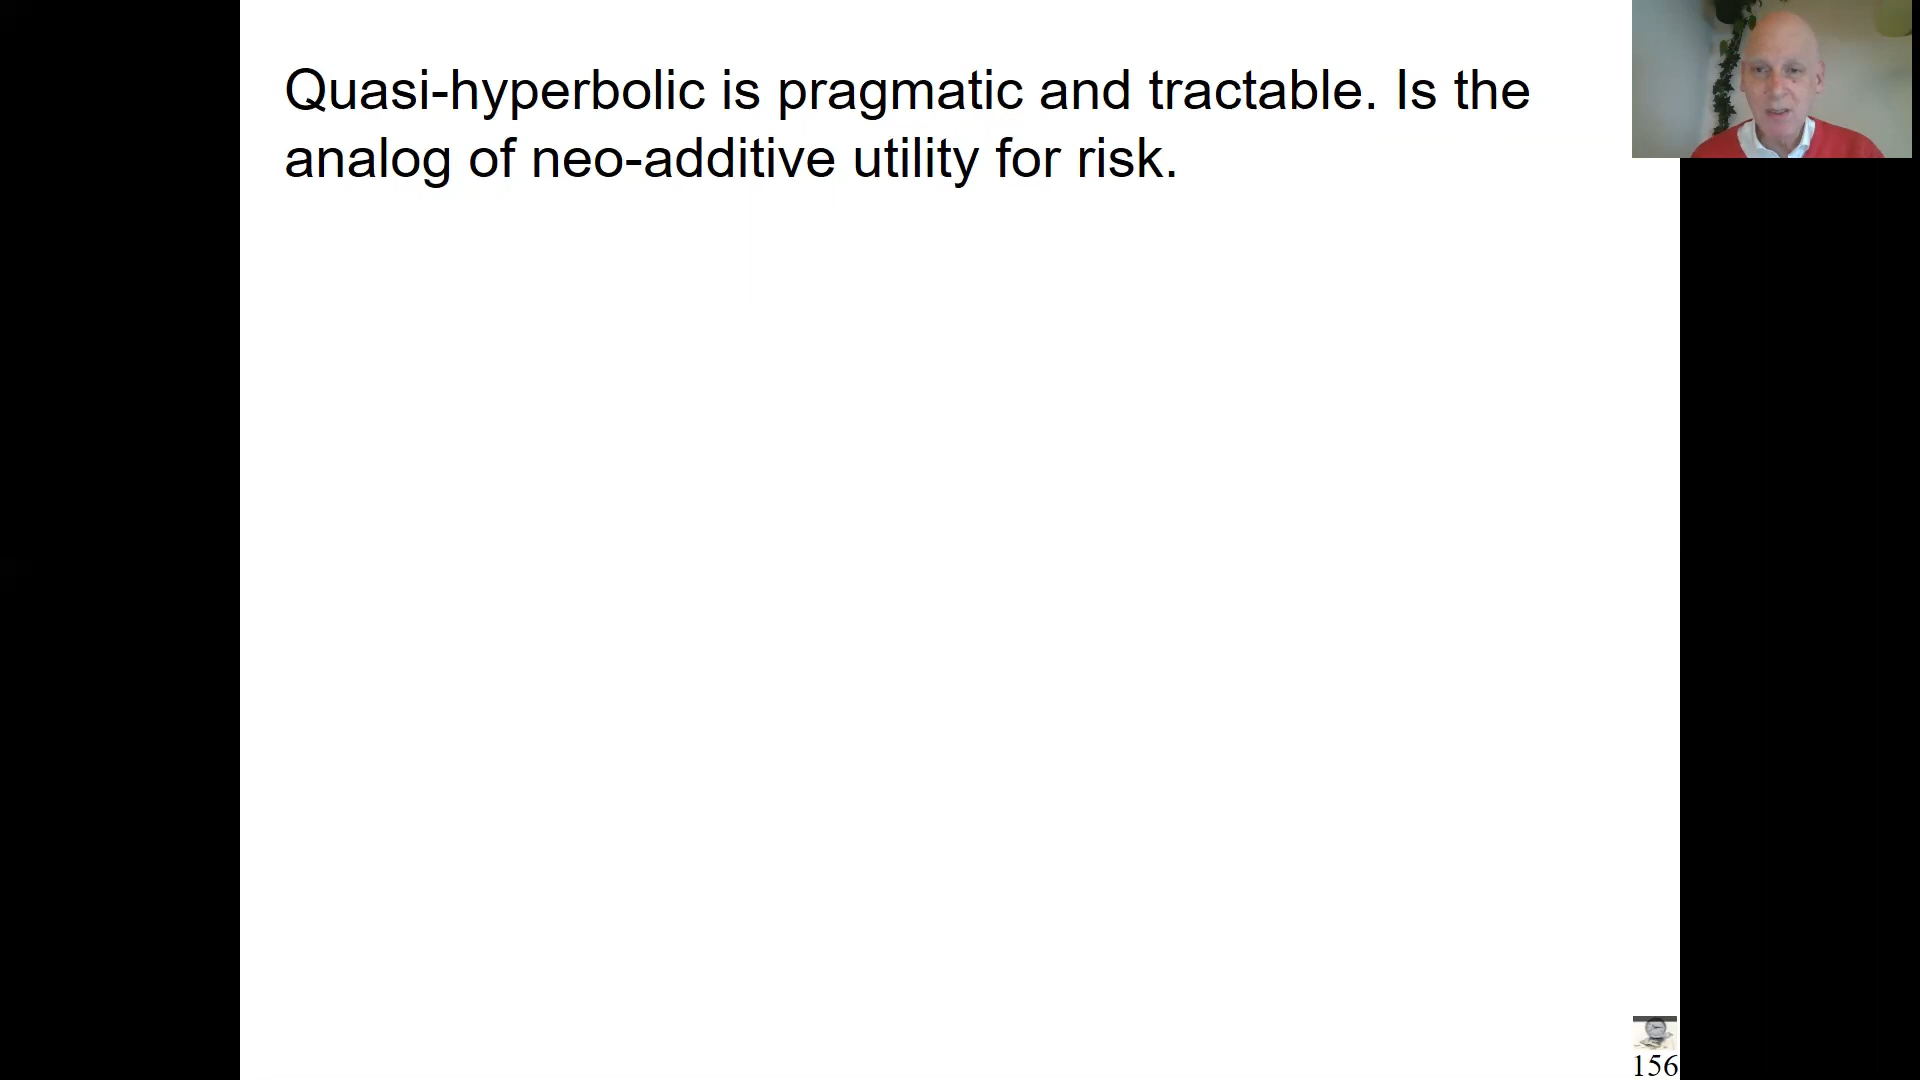 Quasi-hyperbolic is pragmatic and tractable. Is the
analog of neo-additive utility for risk.
156